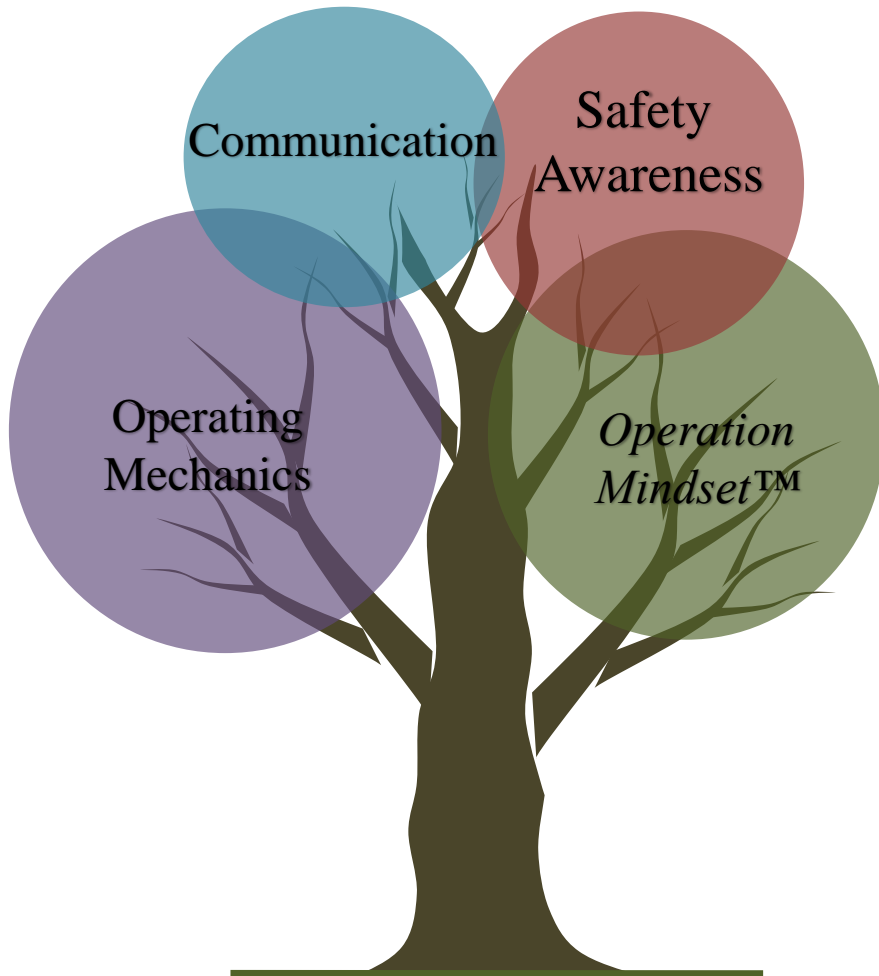 Communication
Safety
Awareness
Operating
Mechanics
Operation
Mindset™